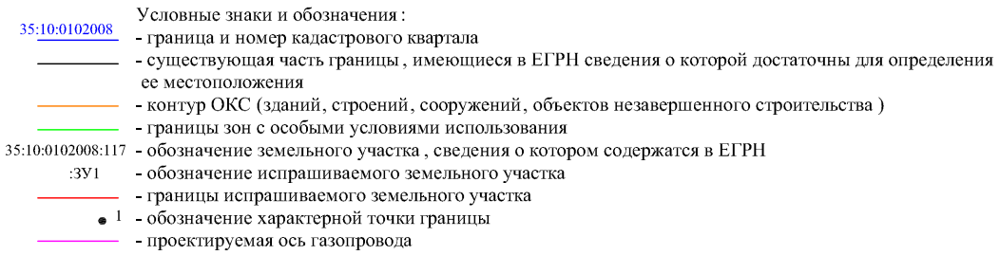 Условные знаки и обозначения :
35:10:0102008 - граница и номер кадастрового квартала
- существующая часть границы , имеющиеся в ЕГРН сведения о которой достаточны для определения
ее местоположения
- контур ОКС (зданий, строений, сооружений, объектов незавершенного строительства )
- границы зон с особыми условиями использования
35:10:0102008:117 - обозначение земельного участка , сведения о котором содержатся в ЕГРН
:ЗУ1 - обозначение испрашиваемого земельного участка
- границы испрашиваемого земельного участка
1 - обозначение характерной точки границы
- проектируемая ось газопровода